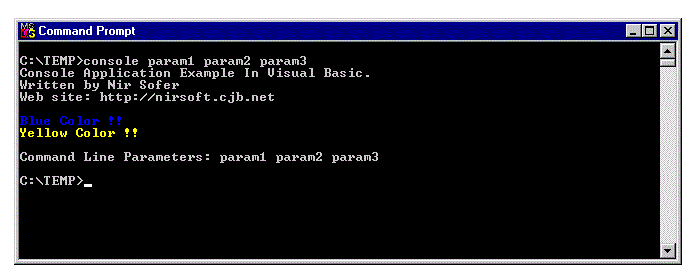 Command Prompt
C:\TEMP>console param1 param2 param3
Console Application Example In Visual Basic.
Written by Nir Sofer
Web site: http://nirsoft.cjb.net
Blue Color !!
Yellow Color !!
Command Line Parameters: param1 param2 param3
C:\TEMP>_